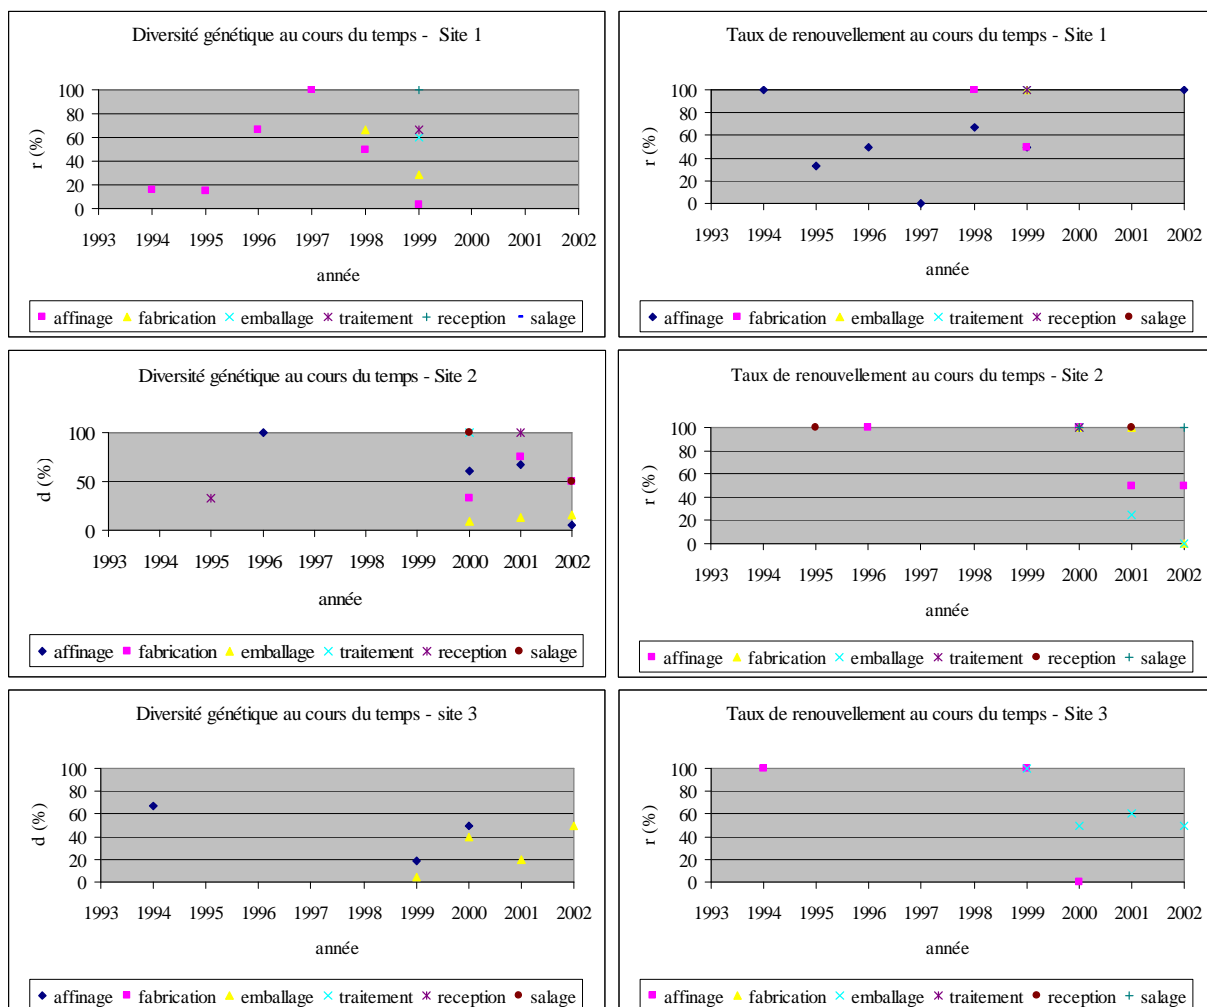 Diversité génétique au cours du temps - Site 1
100
80
60
40
20
0
r (%)
1993 1994 1995 1996 1997 1998 1999 2000 2001 2002
année
affinage fabrication emballage traitement reception salage
Taux de renouvellement au cours du temps - Site 1
100
80
60
40
20
0
r (%)
1993 1994 1995 1996 1997 1998 1999 2000 2001 2002
année
affinage fabrication emballage traitement reception salage
Diversité génétique au cours du temps - Site 2
100
50
0
d (%)
1993 1994 1995 1996 1997 1998 1999 2000 2001 2002
année
affinage fabrication emballage traitement reception salage
Taux de renouvellement au cours du temps - Site 2
100
80
60
40
20
0
r (%)
1993 1994 1995 1996 1997 1998 1999 2000 2001 2002
année
affinage fabrication emballage traitement reception salage
Diversité génétique au cours du temps - site 3
100
80
60
40
20
0
d (%)
1993 1994 1995 1996 1997 1998 1999 2000 2001 2002
année
affinage fabrication emballage traitement reception salage
Taux de renouvellement au cours du temps - Site 3
100
80
60
40
20
0
r (%)
1993 1994 1995 1996 1997 1998 1999 2000 2001 2002
année
affinage fabrication emballage traitement reception salage